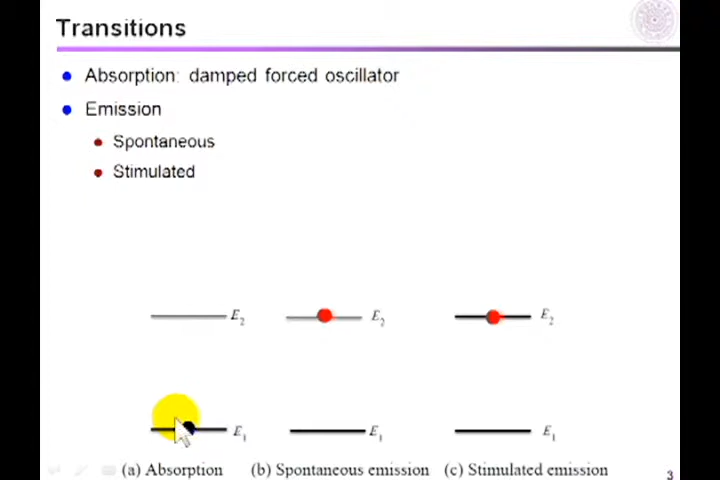 Transitions
Absorption: damped forced oscillator
Emission
Spontaneous
Stimulated
E2 E2 E2
E1 E1 E1
(a) Absorption (b) Spontaneous emission (c) Stimulated emission
3